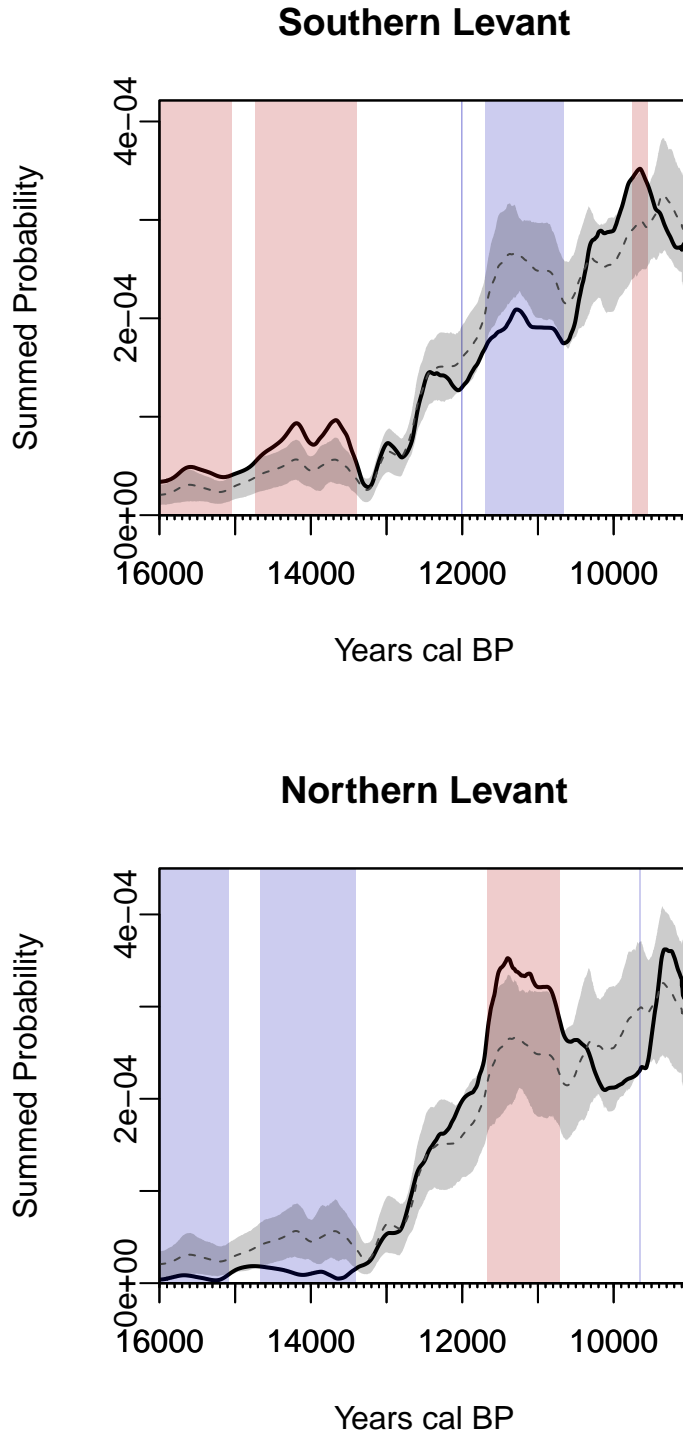 Southern Levant
Summed Probability
4e−04
2e−04
0e+00
16000 14000 12000 10000
Years cal BP
Northern Levant
Summed Probability
4e−04
2e−04
0e+00
16000 14000 12000 10000
Years cal BP